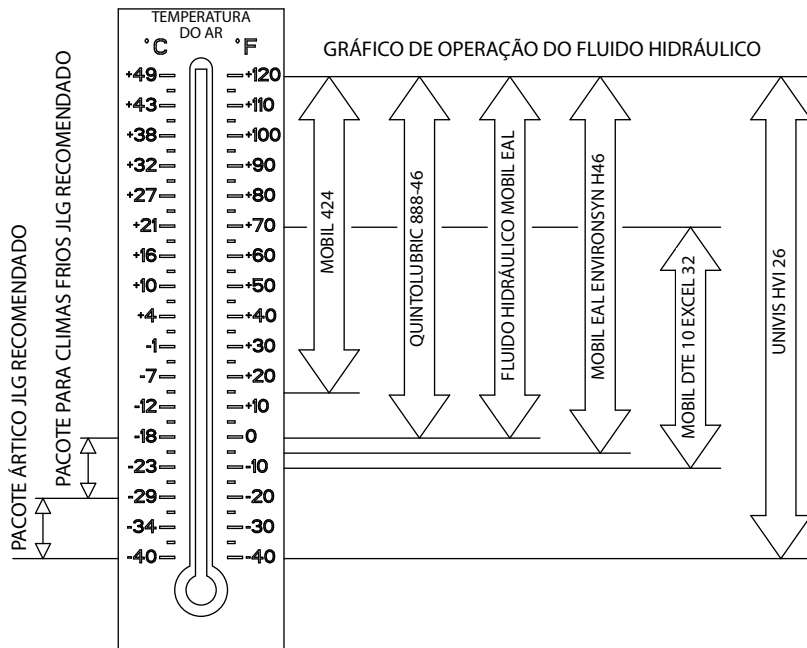 TEMPERATURA
DO AR
°C
°F
GRÁFICO DE OPERAÇÃO DO FLUIDO HIDRÁULICO
+49 +120
+43 +110
+38 +100
+32 +90
+27 +80
+21 +70
+16 +60
+10 +50
+4 +40
-1 +30
-7 +20
-12 +10
-18 0
-23 -10
-29 -20
-34 -30
-40 -40
PACOTE ÁRTICO JLG RECOMENDADO
PACOTE PARA CLIMAS FRIOS JLG RECOMENDADO
MOBIL 424
QUINTOLUBRIC 888-46
FLUIDO HIDRÁULICO MOBIL EAL
MOBIL EAL ENVIRONSYN H46
MOBIL DTE 10 EXCEL 32
UNIVIS HVI 26